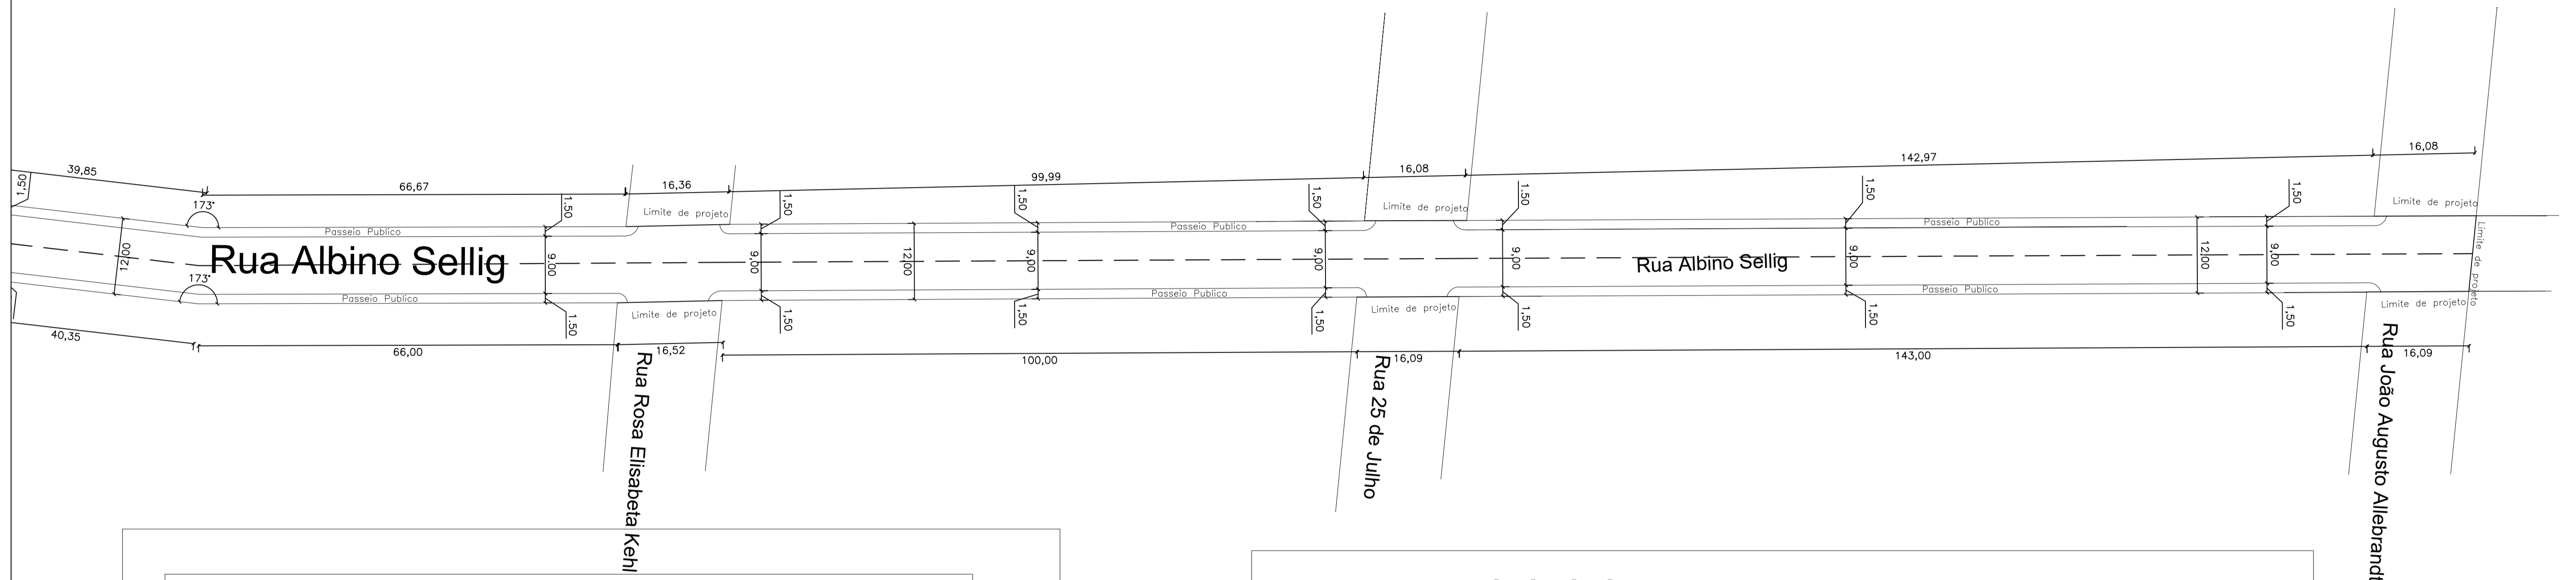 39,85
66,67
16,36
99,99
16,08
142,97
16,08
1,50
173°
1.50
1,50
1,50
1,50
1.50
1,50
1,50
Limite de projeto
Limite de projeto
Limite de projeto
Passeio Publico
Passeio Publico
Passeio Publico
12,00
Rua Albino Sellig
9.00
9,00
12,00
9,00
9,00
9,00
Rua Albino Sellig
9,00
12,00
9,00
Limite de projeto
173°
Passeio Publico
Passeio Publico
Passeio Publico
1.50
1,50
1,50
1,50
1,50
1,50
1,50
Limite de projeto
Limite de projeto
Limite de projeto
40,35
66,00
16,52
100,00
16,09
143,00
16,09
Rua Rosa Elisabeta Kehl
Rua 25 de Julho
Rua João Augusto Allebrandt